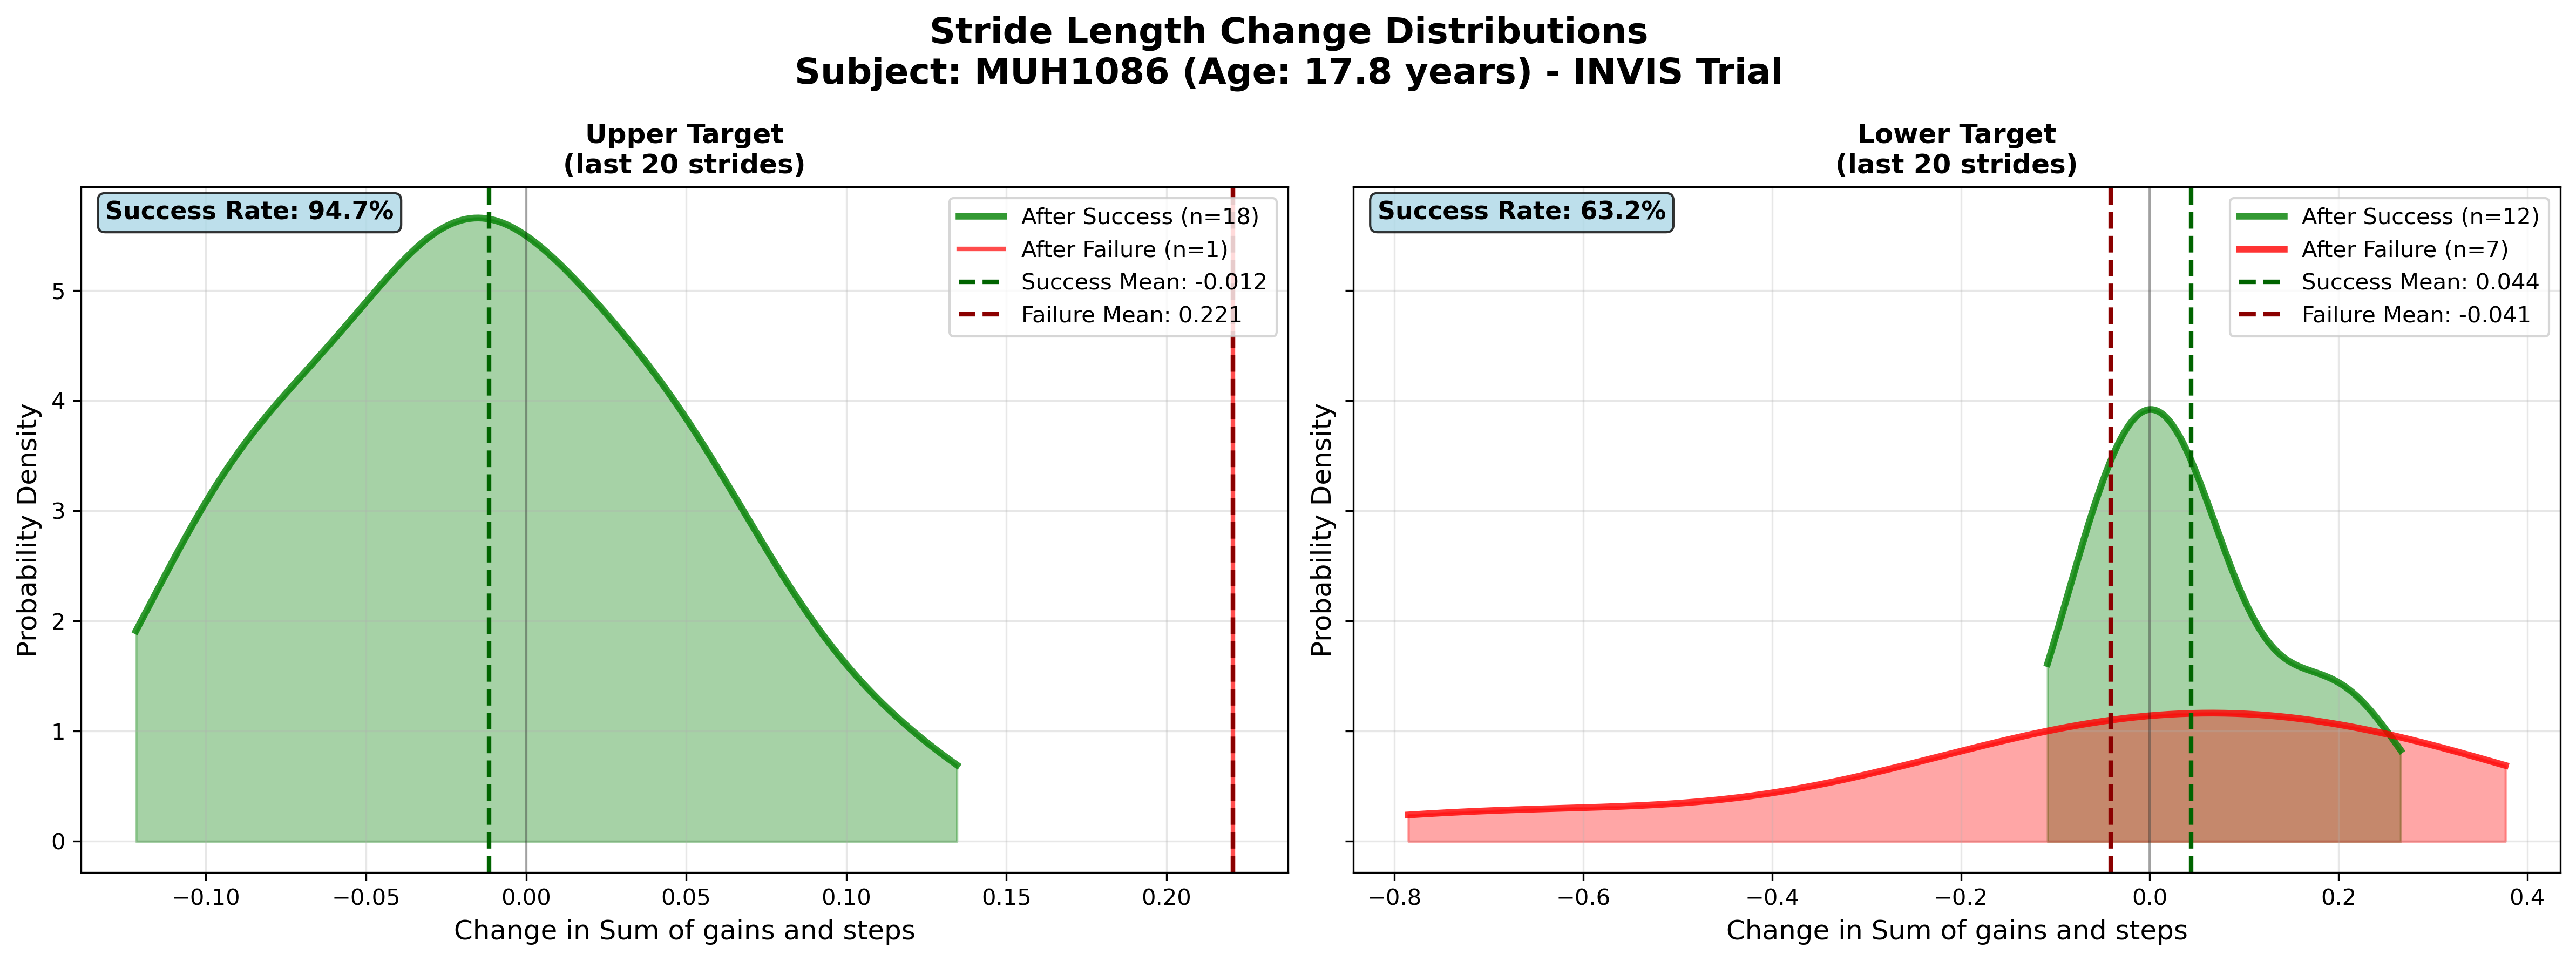 Stride Length Change Distributions
Subject: MUH1086 (Age: 17.8 years) - INVIS Trial
Upper Target
(last 20 strides)
Success Rate: 94.7%
After Success (n=18)
After Failure (n=1)
Success Mean: -0.012
Failure Mean: 0.221
Probability Density
5
4
3
2
1
0
−0.10
−0.05
0.00
0.05
0.10
0.15
0.20
Change in Sum of gains and steps
Lower Target
(last 20 strides)
Success Rate: 63.2%
After Success (n=12)
After Failure (n=7)
Success Mean: 0.044
Failure Mean: -0.041
Probability Density
−0.8
−0.6
−0.4
−0.2
0.0
0.2
0.4
Change in Sum of gains and steps